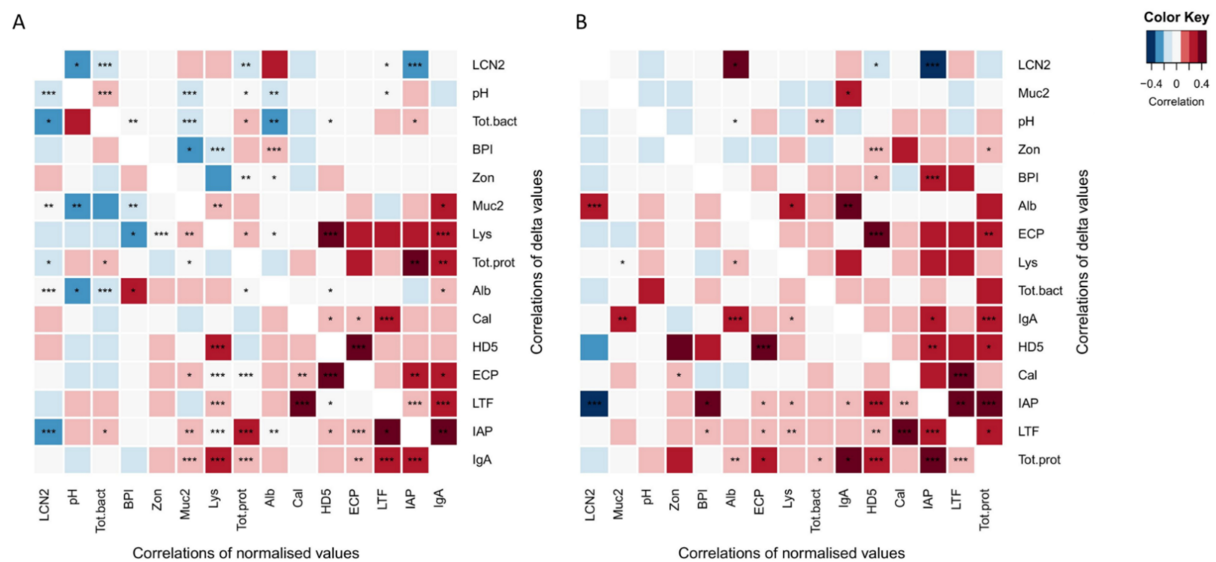 A
B
Color Key
−0.4 0 0.4
Correlation
LCN2
pH
Tot.bact
BPI
Zon
Muc2
Lys
Tot.prot
Alb
Cal
HD5
ECP
LTF
IAP
IgA
Correlations of delta values
LCN2
pH
Tot.bact
BPI
Zon
Muc2
Lys
Tot.prot
Alb
Cal
HD5
ECP
LTF
IAP
IgA
Correlations of normalised values
LCN2
Muc2
pH
Zon
BPI
Alb
ECP
Lys
Tot.bact
IgA
HD5
Cal
IAP
LTF
Tot.prot
Correlations of delta values
LCN2
Muc2
pH
Zon
BPI
Alb
ECP
Lys
Tot.bact
IgA
HD5
Cal
IAP
LTF
Tot.prot
Correlations of normalised values